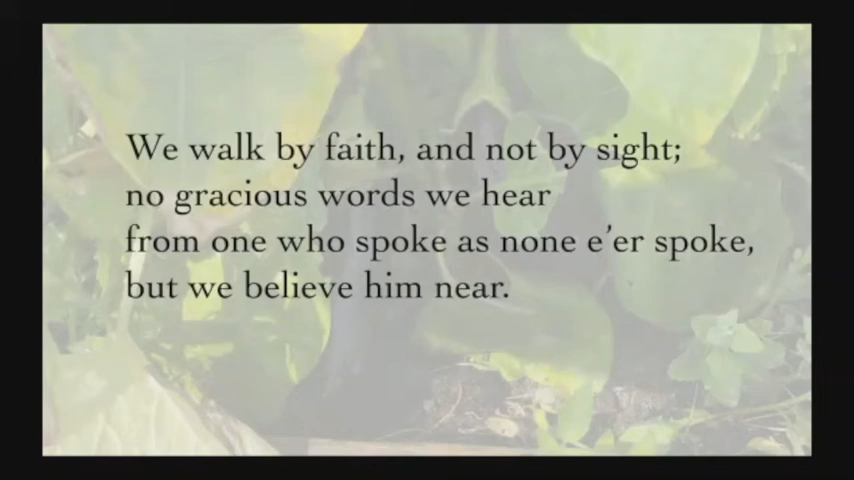 We walk by faith, and not by sight;
no gracious words we hear
from one who spoke as none e’er spoke,
but we believe him near.